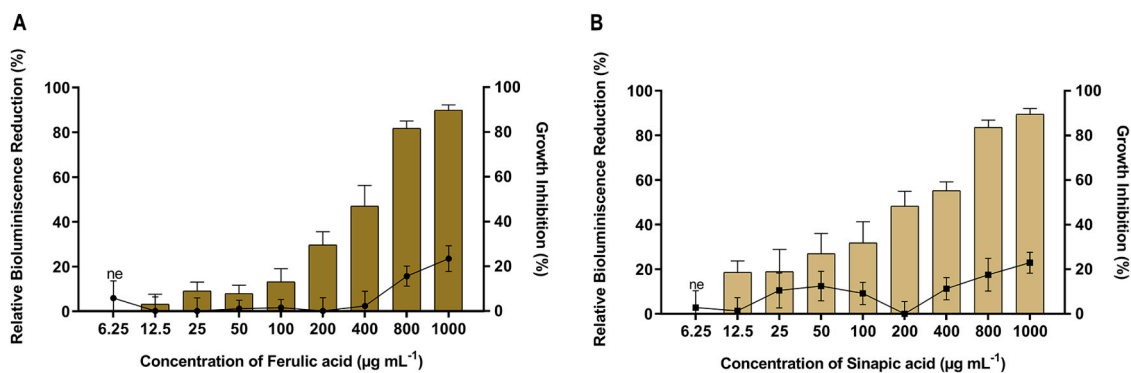 A
Relative Bioluminiscence Reduction (%)
100
80
60
40
20
0
ne
6.25 12.5 25 50 100 200 400 800 1000
Concentration of Ferulic acid (µg mL-1)
100
80
60
40
20
0
Growth Inhibition (%)
B
Relative Bioluminiscence Reduction (%)
100
80
60
40
20
0
ne
6.25 12.5 25 50 100 200 400 800 1000
Concentration of Sinapic acid (µg mL-1)
100
80
60
40
20
0
Growth Inhibition (%)